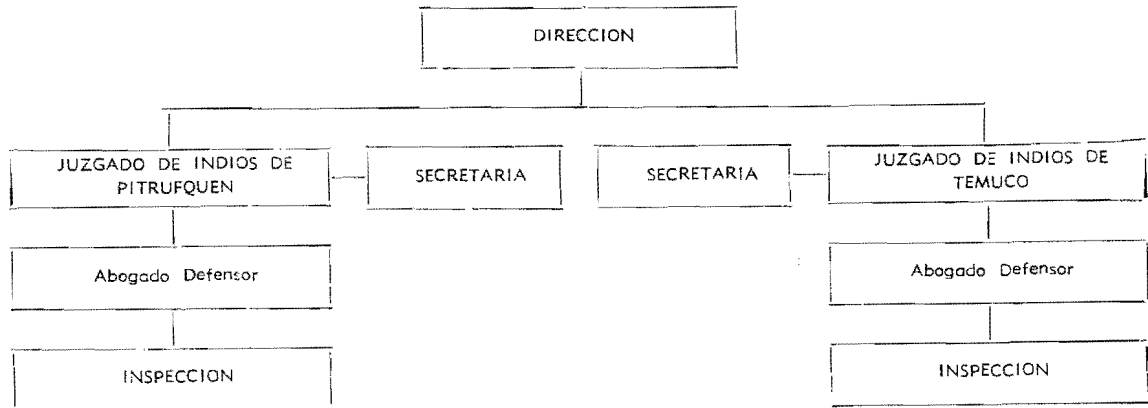 DIRECCION
JUZGADO DE INDIOS DE
PITRUFQUEN
SECRETARIA
SECRETARIA
JUZGADO DE INDIOS DE
TEMUCO
Abogado Defensor
Abogado Defensor
INSPECCION
INSPECCION